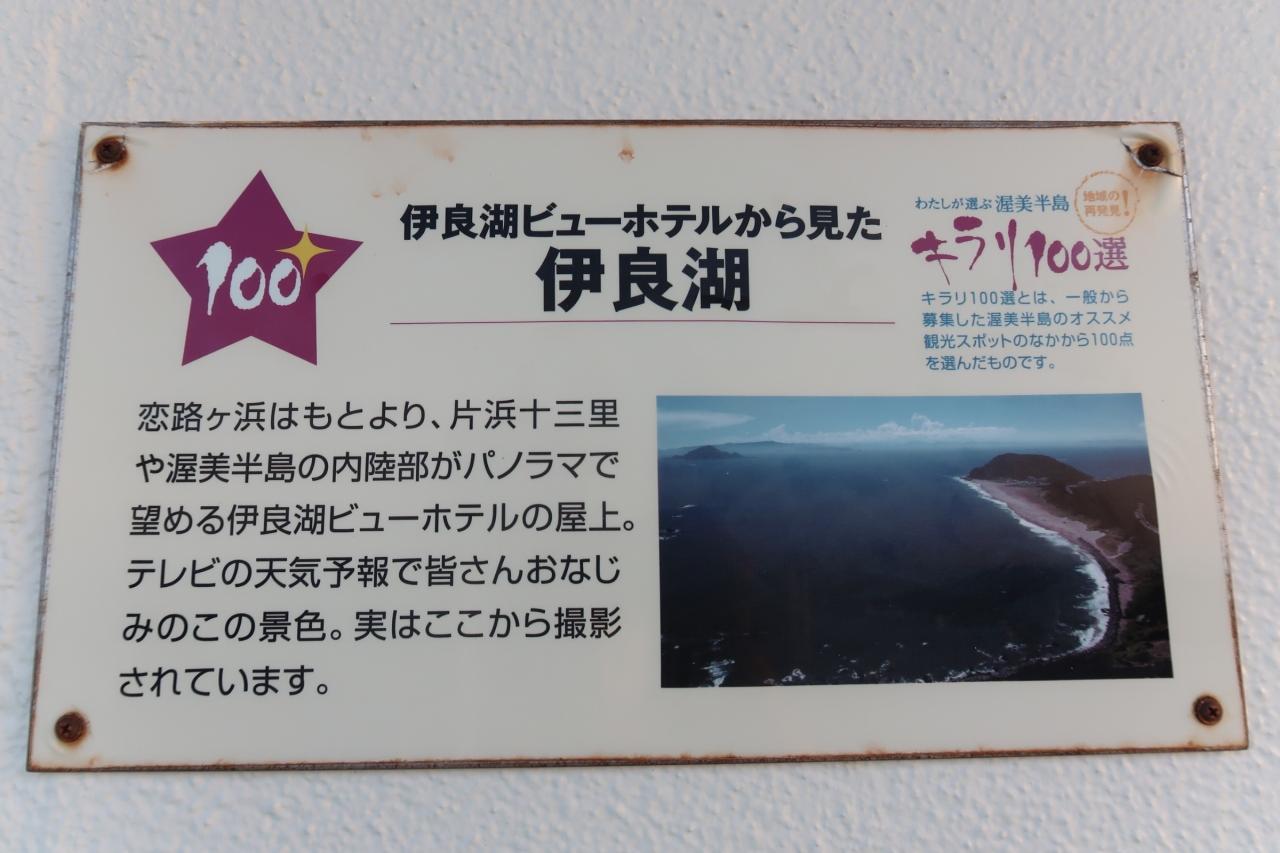 100
伊良湖ビューホテルから見た
伊良湖
わたしが選ぶ 渥美半島
地域の
再発見!
キラリ100選
キラリ100選とは、一般から
募集した渥美半島のオススメ
観光スポットのなかから100点
を選んだものです。
恋路ヶ浜はもとより、片浜十三里
や渥美半島の内陸部がパノラマで
望める伊良湖ビューホテルの屋上。
テレビの天気予報で皆さんおなじ
みのこの景色。実はここから撮影
されています。